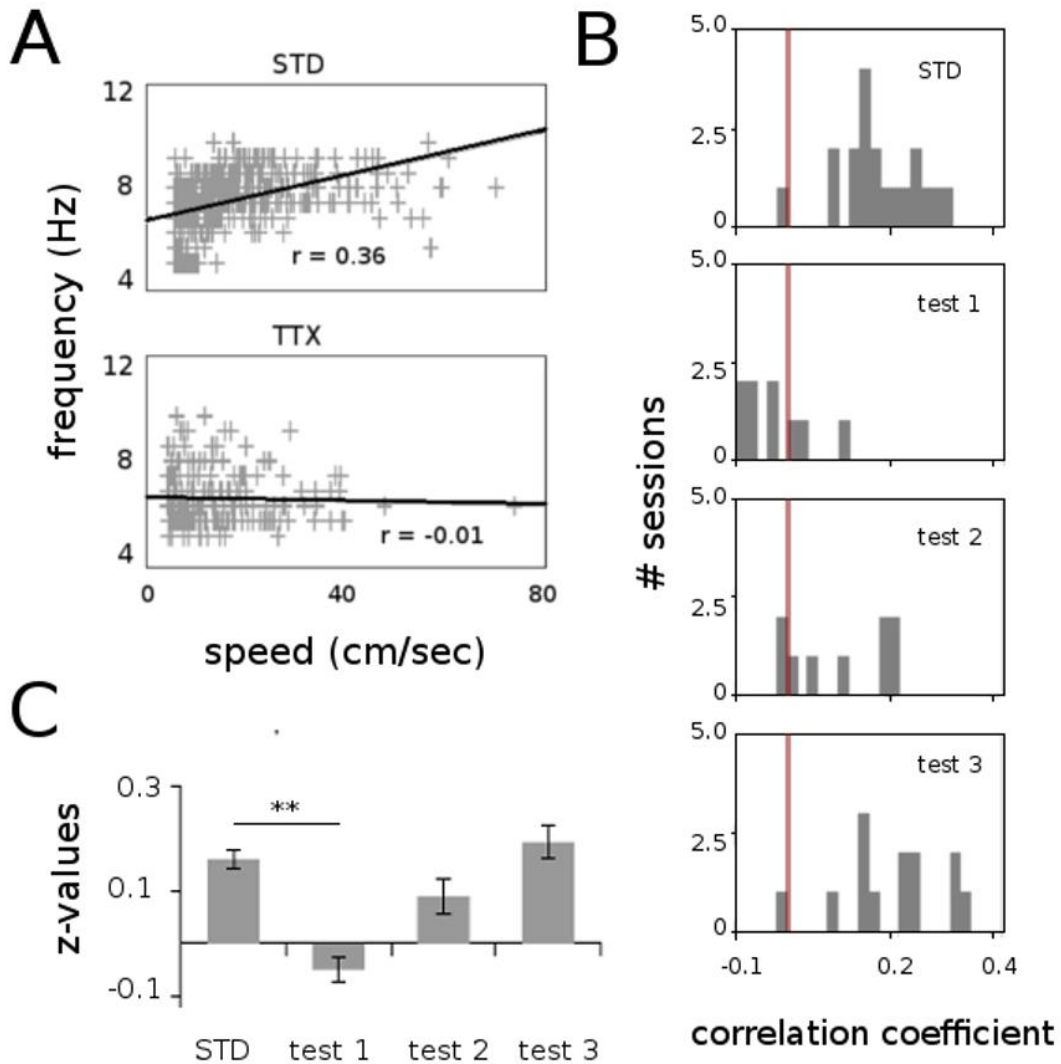 A
STD
12
8
4
r = 0.36
frequency (Hz)
TTX
12
8
4
r = -0.01
0 40 80
speed (cm/sec)
B
5.0
STD
2.5
0
5.0
test 1
2.5
0
# sessions
5.0
test 2
2.5
0
5.0
test 3
2.5
0
-0.1 0.2 0.4
correlation coefficient
C
0.3
**
0.1
-0.1
z-values
STD test 1 test 2 test 3